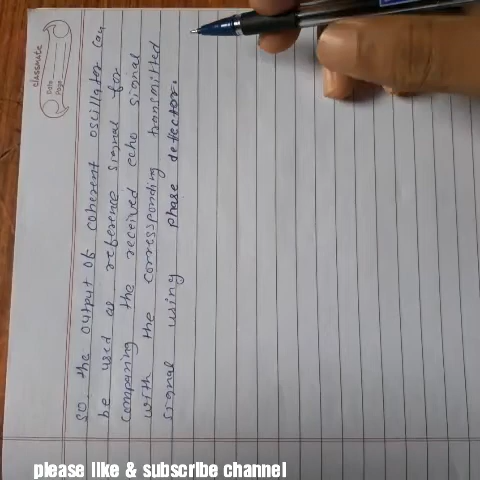 classmate
Date
Page
So, the output of coherent oscillator can
be used as reference signal for
comparing the received echo signal
with the corresponding transmitted
signal using phase detector.
please like & subscribe channel